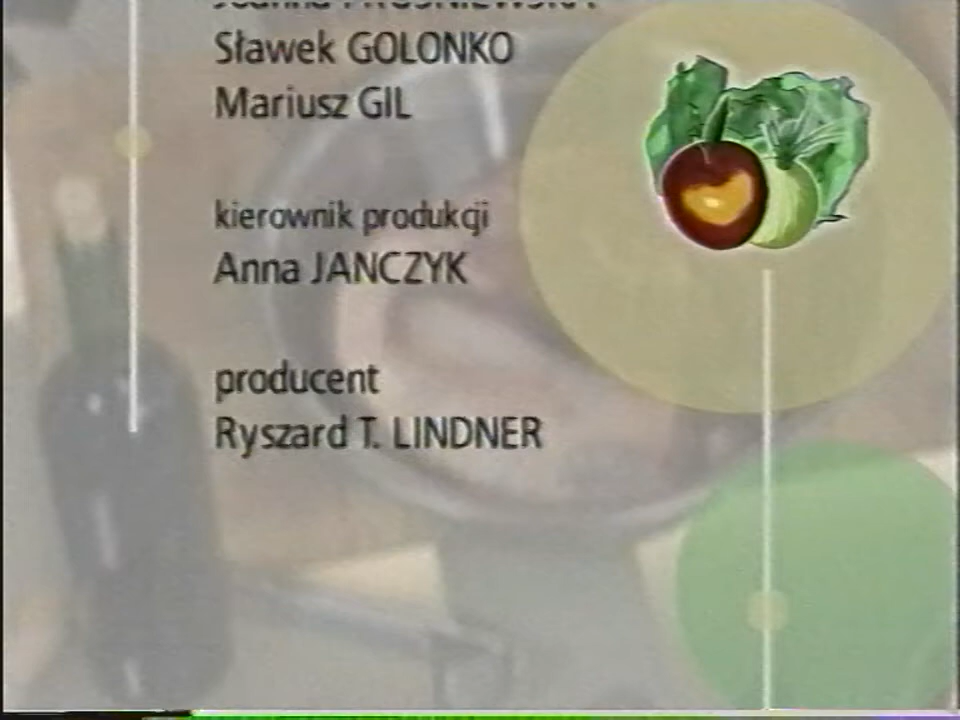 Sławek GOLONKO
Mariusz GIL
kierownik produkcji
Anna JANCZYK
producent
Ryszard T. LINDNER